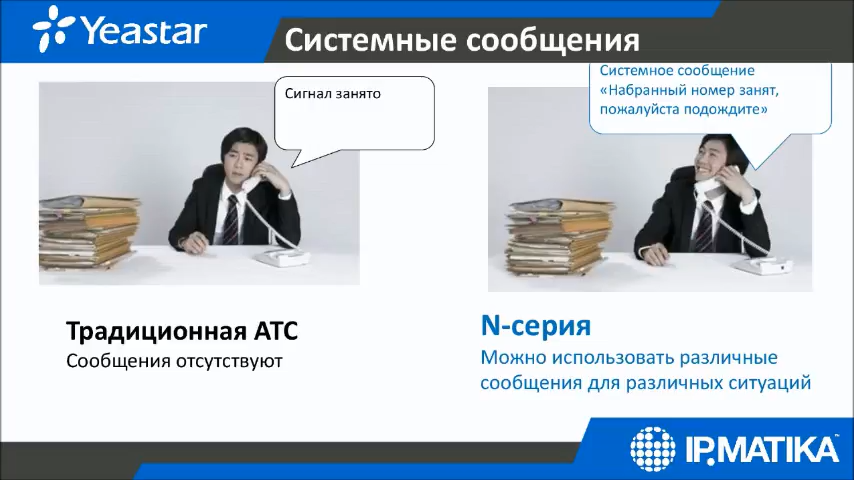 Yeastar
Системные сообщения
Сигнал занято
Системное сообщение
«Набранный номер занят,
пожалуйста подождите»
Традиционная АТС
Сообщения отсутствуют
N-серия
Можно использовать различные
сообщения для различных ситуаций
IP.MATIKA